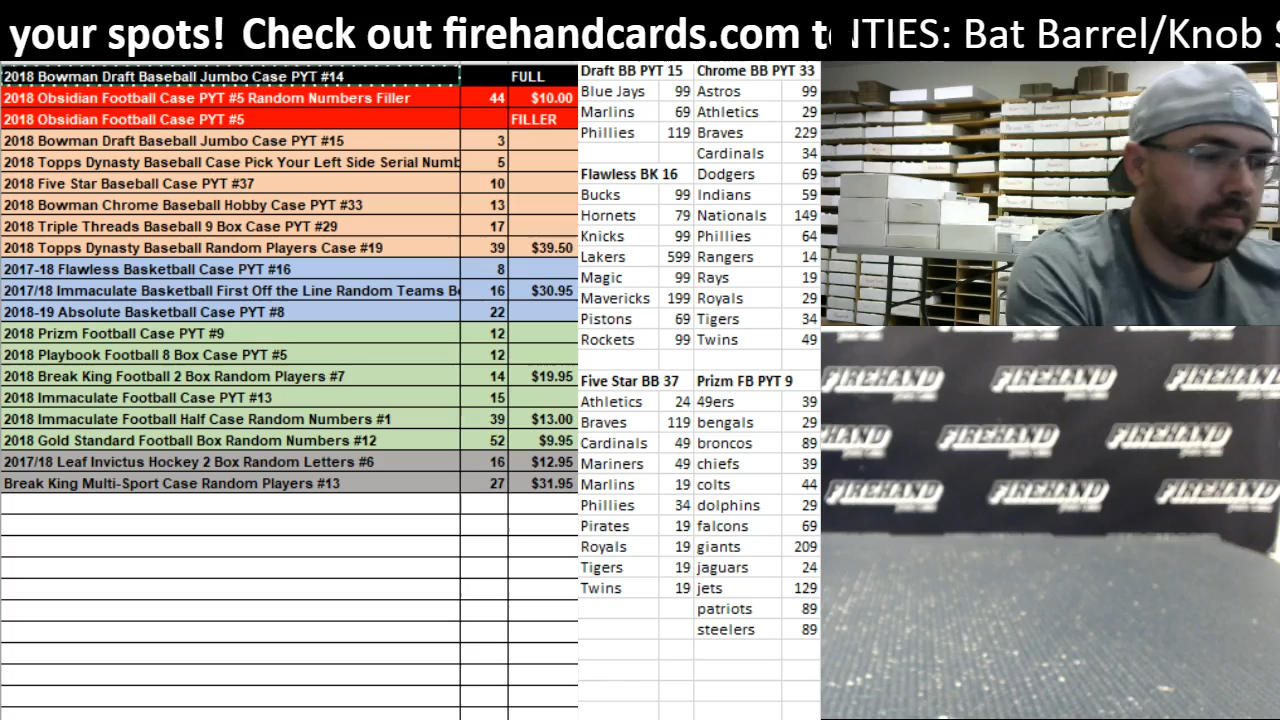 your spots! Check out firehandcards.com t
ITIES: Bat Barrel/Knob
2018 Bowman Draft Baseball Jumbo Case PYT #14 FULL
2018 Obsidian Football Case PYT #5 Random Numbers Filler 44 $10.00
2018 Obsidian Football Case PYT #5 FILLER
2018 Bowman Draft Baseball Jumbo Case PYT #15 3
2018 Topps Dynasty Baseball Case Pick Your Left Side Serial Numb 5
2018 Five Star Baseball Case PYT #37 10
2018 Bowman Chrome Baseball Hobby Case PYT #33 13
2018 Triple Threads Baseball 9 Box Case PYT #29 17
2018 Topps Dynasty Baseball Random Players Case #19 39 $39.50
2017-18 Flawless Basketball Case PYT #16 8
2017/18 Immaculate Basketball First Off the Line Random Teams B 16 $30.95
2018-19 Absolute Basketball Case PYT #8 22
2018 Prizm Football Case PYT #9 12
2018 Playbook Football 8 Box Case PYT #5 12
2018 Break King Football 2 Box Random Players #7 14 $19.95
2018 Immaculate Football Case PYT #13 15
2018 Immaculate Football Half Case Random Numbers #1 39 $13.00
2018 Gold Standard Football Box Random Numbers #12 52 $9.95
2017/18 Leaf Invictus Hockey 2 Box Random Letters #6 16 $12.95
Break King Multi-Sport Case Random Players #13 27 $31.95
Draft BB PYT 15
Blue Jays 99
Marlins 69
Phillies 119
Flawless BK 16
Bucks 99
Hornets 79
Knicks 99
Lakers 599
Magic 99
Mavericks 199
Pistons 69
Rockets 99
Five Star BB 37
Athletics 24
Braves 119
Cardinals 49
Mariners 49
Marlins 19
Phillies 34
Pirates 19
Royals 19
Tigers 19
Twins 19
Chrome BB PYT 33
Astros 99
Athletics 29
Braves 229
Cardinals 34
Dodgers 69
Indians 59
Nationals 149
Phillies 64
Rangers 14
Rays 19
Royals 29
Tigers 34
Twins 49
Prizm FB PYT 9
49ers 39
bengals 29
broncos 89
chiefs 39
colts 44
dolphins 29
falcons 69
giants 209
jaguars 24
jets 129
patriots 89
steelers 89
FIREHAND FIREHAND FIREHAND
FIREHAND FIREHAND
FIREHAND FIREHAND FIREHAND